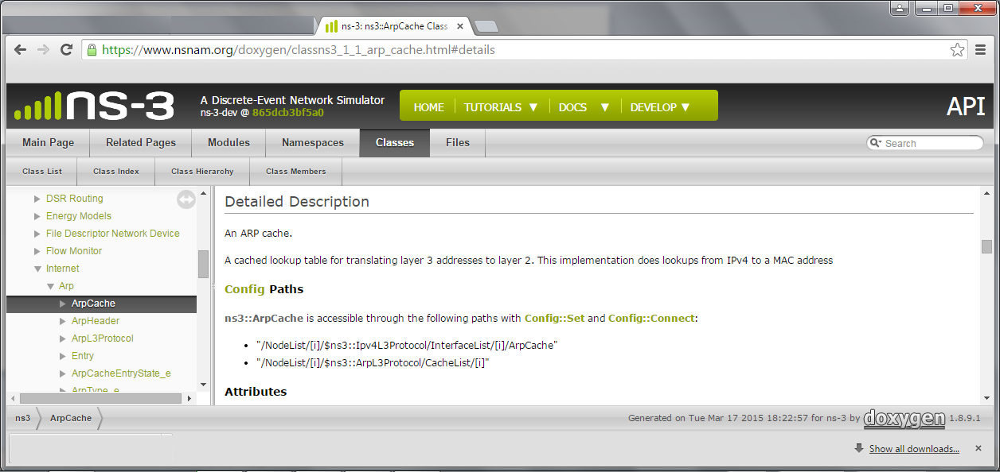 ns-3: ns3::ArpCache Class
https://www.nsnam.org/doxygen/classns3_1_1_arp_cache.html#details
ns-3
A Discrete-Event Network Simulator
ns-3-dev @ 865dcb3bf5a0
HOME TUTORIALS ▼ DOCS ▼ DEVELOP ▼
API
Main Page Related Pages Modules Namespaces Classes Files Search
Class List Class Index Class Hierarchy Class Members
DSR Routing
Energy Models
File Descriptor Network Device
Flow Monitor
Internet
Arp
ArpCache
ArpHeader
ArpL3Protocol
Entry
ArpCacheEntryState_e
ArpType_e
Detailed Description
An ARP cache.
A cached lookup table for translating layer 3 addresses to layer 2. This implementation does lookups from IPv4 to a MAC address
Config Paths
ns3::ArpCache is accessible through the following paths with Config::Set and Config::Connect:
• "/NodeList/[i]/$ns3::Ipv4L3Protocol/InterfaceList/[i]/ArpCache"
• "/NodeList/[i]/$ns3::ArpL3Protocol/CacheList/[i]"
Attributes
ns3 ArpCache
Generated on Tue Mar 17 2015 18:22:57 for ns-3 by doxygen 1.8.9.1
Show all downloads...